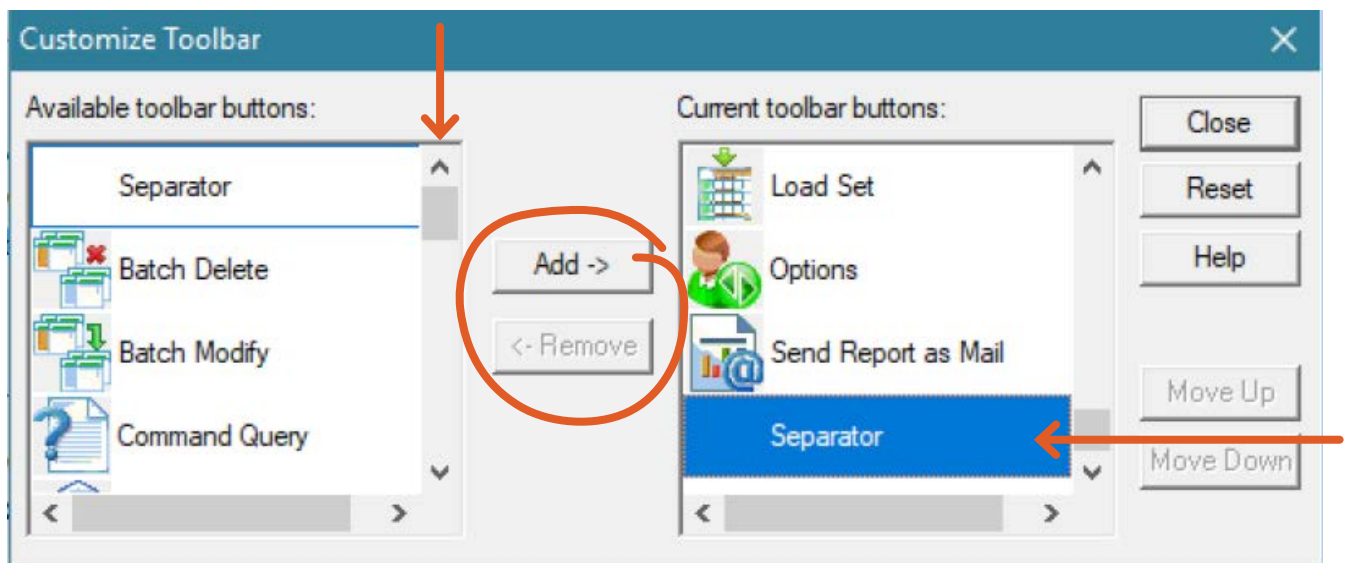 Customize Toolbar
Available toolbar buttons:
Separator
Batch Delete
Batch Modify
Command Query
Add ->
<- Remove
Current toolbar buttons:
Load Set
Options
Send Report as Mail
Separator
Close
Reset
Help
Move Up
Move Down